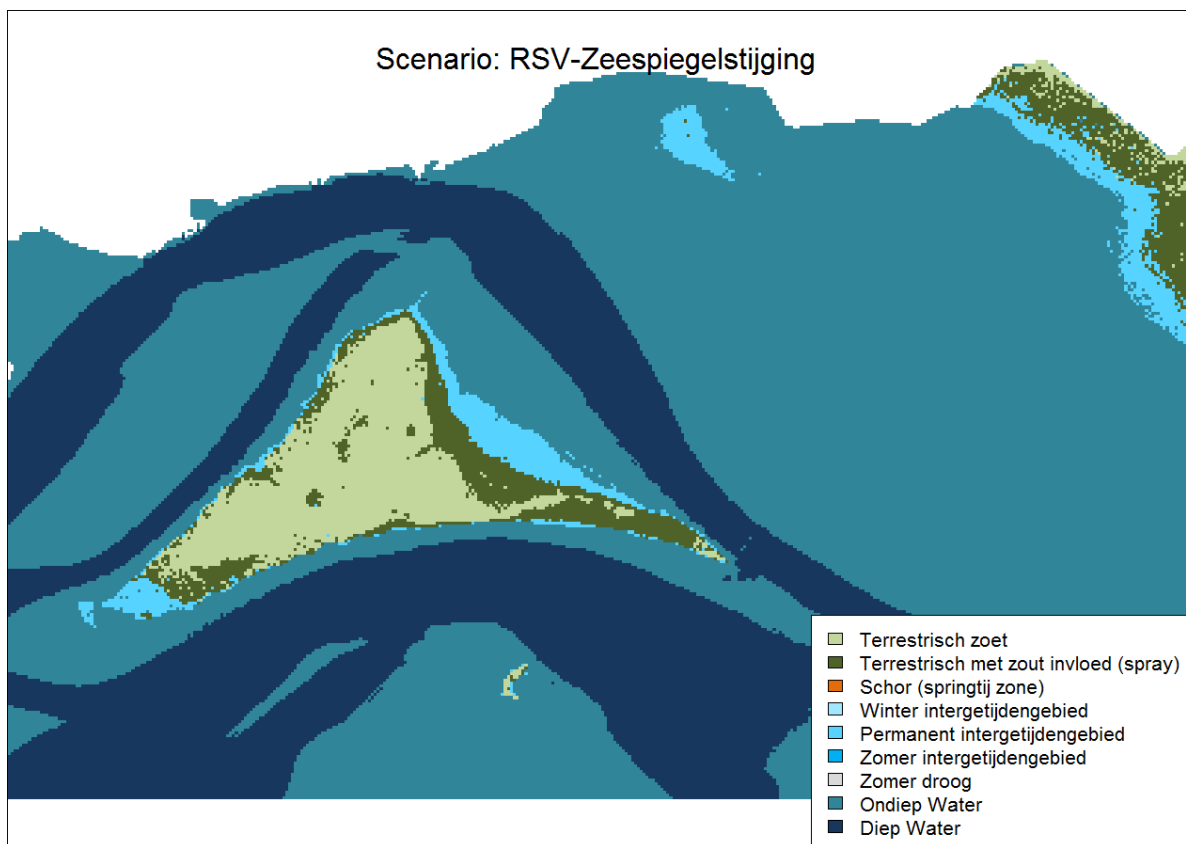 Scenario: RSV-Zeespiegelstijging
Terrestrisch zoet
Terrestrisch met zout invloed (spray)
Schor (springtij zone)
Winter intergetijdengebied
Permanent intergetijdengebied
Zomer intergetijdengebied
Zomer droog
Ondiep Water
Diep Water